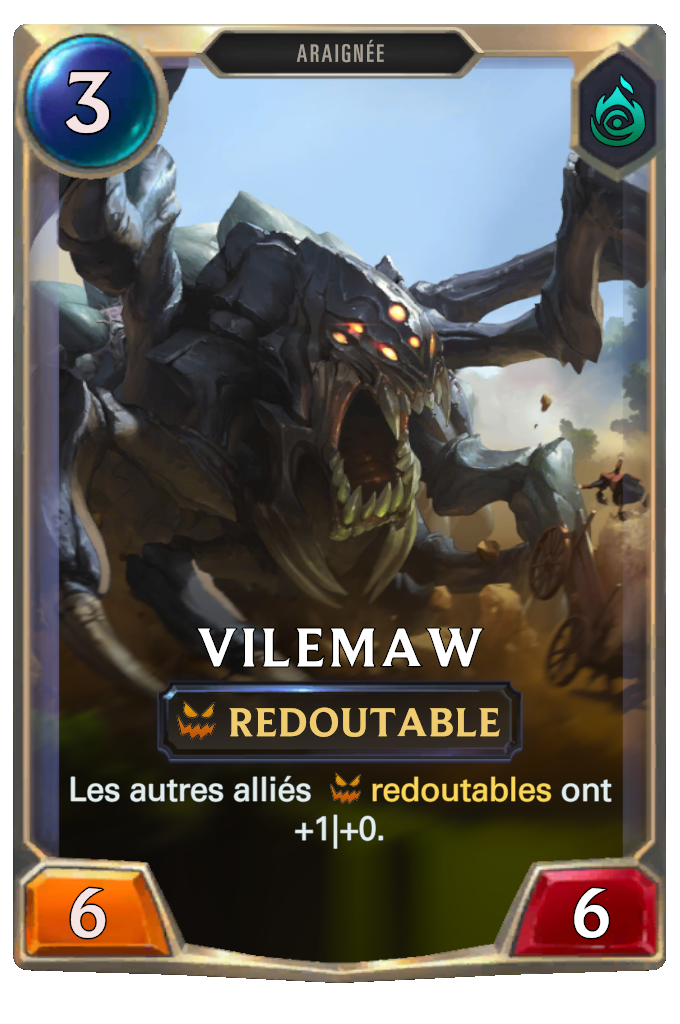 3
ARAIGNÉE
VILEMAW
REDOUTABLE
Les autres alliés redoutables ont
+1|+0.
6
6